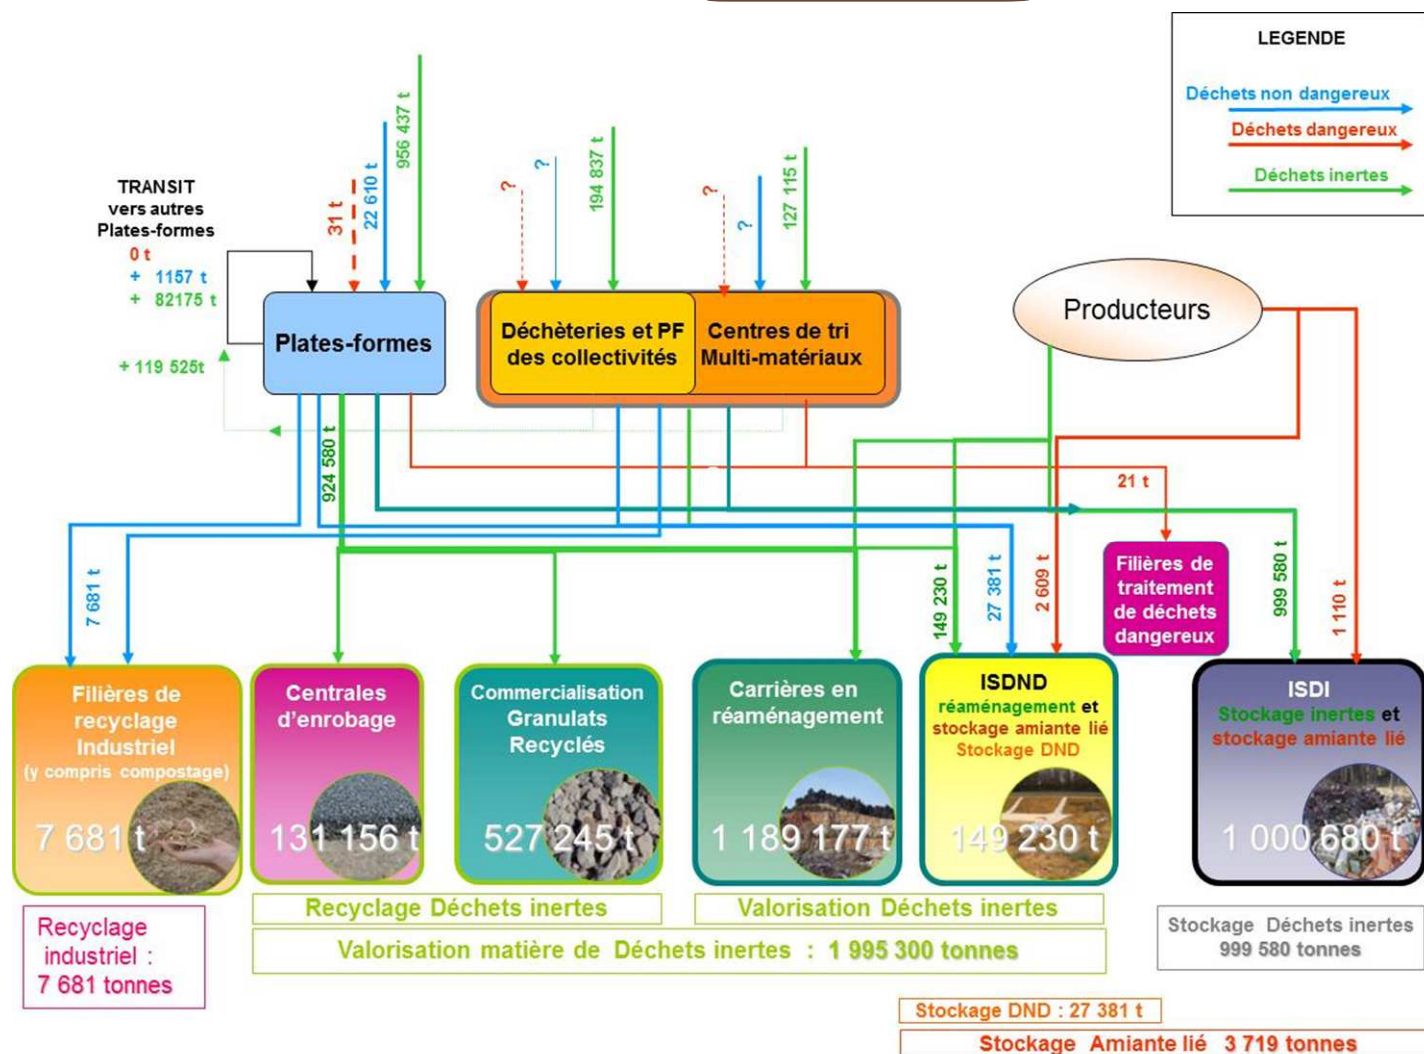 LEGENDE
Déchets non dangereux
Déchets dangereux
Déchets inertes
TRANSIT
vers autres
Plates-formes
0 t
+ 1157 t
+ 82175 t
+ 119 525t
31 t
22 610 t
956 437 t
?
?
194 837 t
?
?
127 115 t
Plates-formes
Déchèteries et PF
des collectivités
Centres de tri
Multi-matériaux
Producteurs
924 580 t
21 t
7 681 t
149 230 t
27 381 t
2 609 t
999 580 t
1 110 t
Filières de
traitement
de déchets
dangereux
Filières de
recyclage
Industriel
(y compris compostage)
7 681 t
Centrales
d'enrobage
131 156 t
Commercialisation
Granulats
Recyclés
527 245 t
Carrières en
réaménagement
1 189 177 t
ISDND
réaménagement et
stockage amiante lié
Stockage DND
149 230 t
ISDI
Stockage inertes et
stockage amiante lié
1 000 680 t
Recyclage
industriel :
7 681 tonnes
Recyclage Déchets inertes
Valorisation Déchets inertes
Valorisation matière de Déchets inertes : 1 995 300 tonnes
Stockage Déchets inertes
999 580 tonnes
Stockage DND : 27 381 t
Stockage Amiante lié 3 719 tonnes